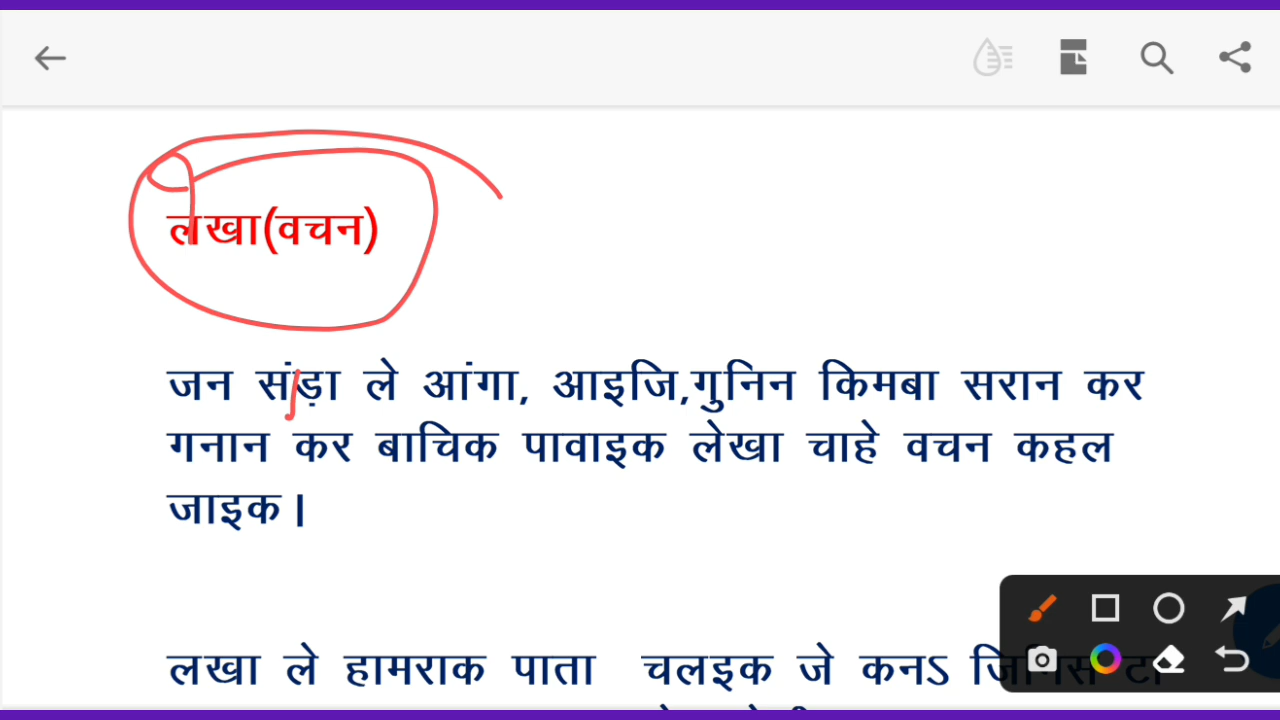 लखा(वचन)
जन संड़ा ले आंगा, आइजि,गुनिन किमबा सरान कर
गनान कर बाचिक पावाइक लेखा चाहे वचन कहल
जाइक।
लखा ले हामराक पाता चलइक जे कनऽ